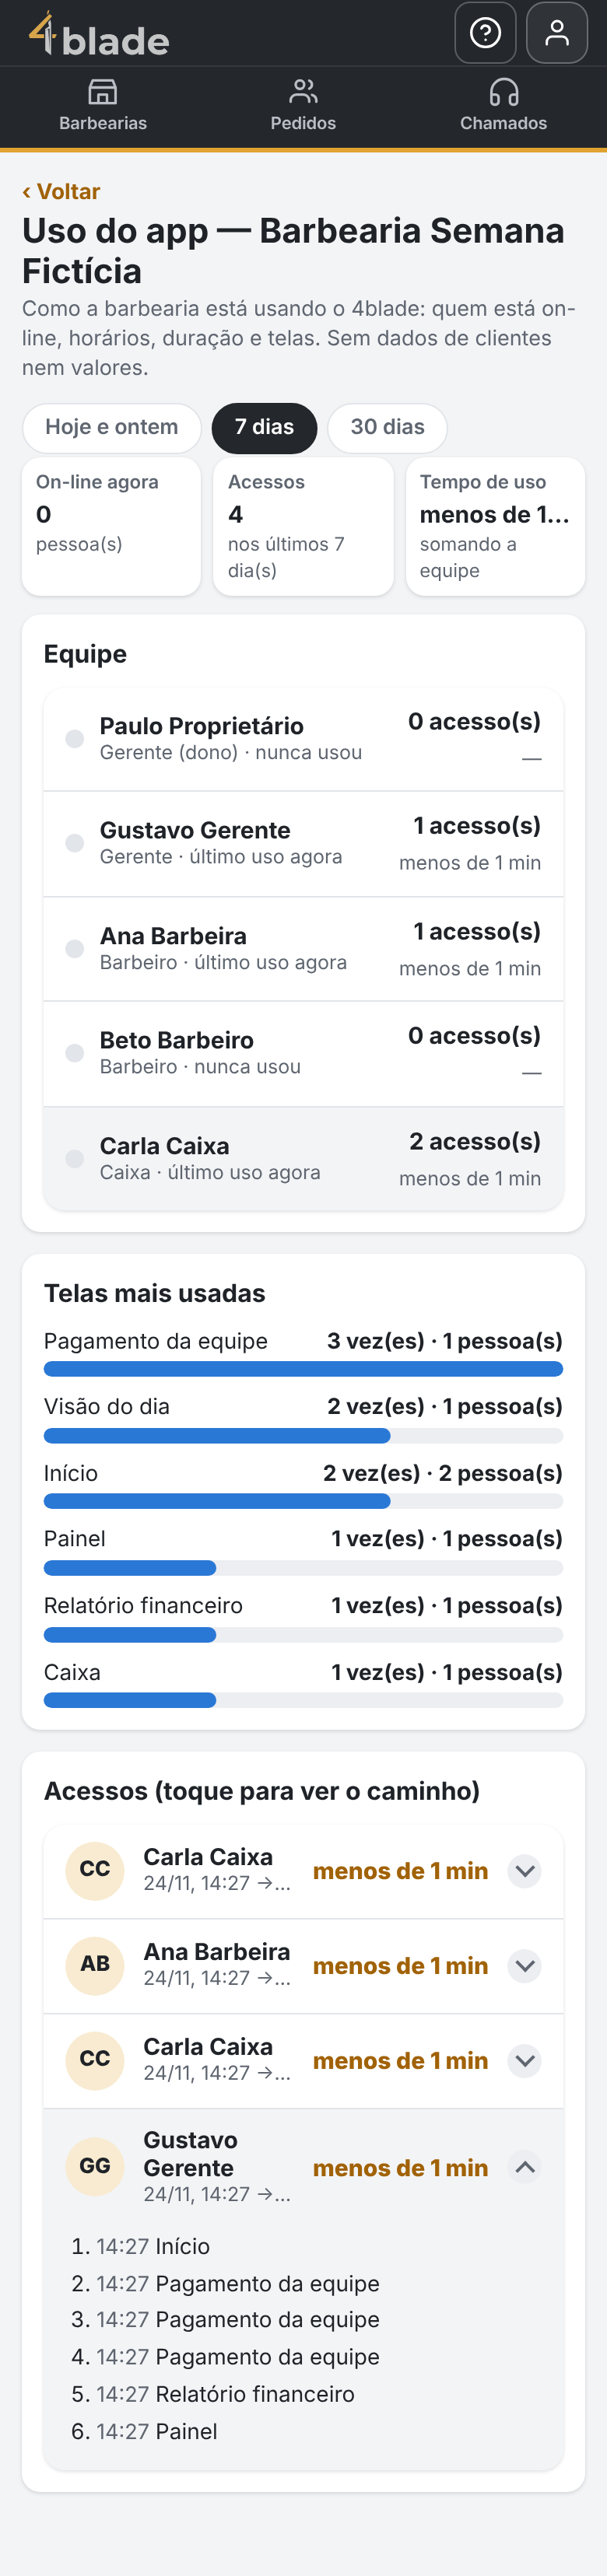 4blade
Barbearias
Pedidos
Chamados
‹ Voltar
Uso do app — Barbearia Semana
Fictícia
Como a barbearia está usando o 4blade: quem está on-
line, horários, duração e telas. Sem dados de clientes
nem valores.
Hoje e ontem
7 dias
30 dias
On-line agora
0
pessoa(s)
Acessos
4
nos últimos 7
dia(s)
Tempo de uso
menos de 1...
somando a
equipe
Equipe
Paulo Proprietário
Gerente (dono) · nunca usou
0 acesso(s)
—
Gustavo Gerente
Gerente · último uso agora
1 acesso(s)
menos de 1 min
Ana Barbeira
Barbeiro · último uso agora
1 acesso(s)
menos de 1 min
Beto Barbeiro
Barbeiro · nunca usou
0 acesso(s)
—
Carla Caixa
Caixa · último uso agora
2 acesso(s)
menos de 1 min
Telas mais usadas
Pagamento da equipe 3 vez(es) · 1 pessoa(s)
Visão do dia 2 vez(es) · 1 pessoa(s)
Início 2 vez(es) · 2 pessoa(s)
Painel 1 vez(es) · 1 pessoa(s)
Relatório financeiro 1 vez(es) · 1 pessoa(s)
Caixa 1 vez(es) · 1 pessoa(s)
Acessos (toque para ver o caminho)
CC
Carla Caixa
24/11, 14:27 →...
menos de 1 min
AB
Ana Barbeira
24/11, 14:27 →...
menos de 1 min
CC
Carla Caixa
24/11, 14:27 →...
menos de 1 min
GG
Gustavo
Gerente
24/11, 14:27 →...
menos de 1 min
1. 14:27 Início
2. 14:27 Pagamento da equipe
3. 14:27 Pagamento da equipe
4. 14:27 Pagamento da equipe
5. 14:27 Relatório financeiro
6. 14:27 Painel